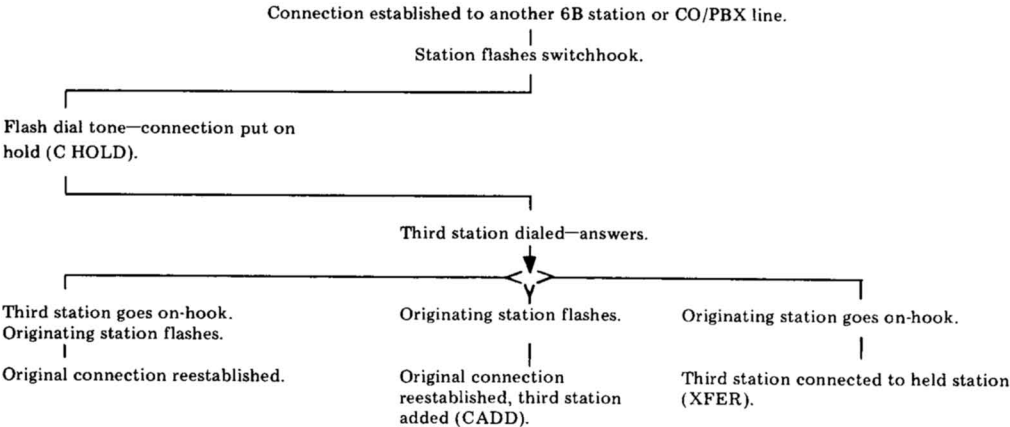 Connection established to another 6B station or CO/PBX line.
Station flashes switchhook.
Flash dial tone—connection put on
hold (C HOLD).
Third station dialed—answers.
Third station goes on-hook.
Originating station flashes.
Original connection reestablished.
Originating station flashes.
Original connection
reestablished, third station
added (CADD).
Originating station goes on-hook.
Third station connected to held station
(XFER).